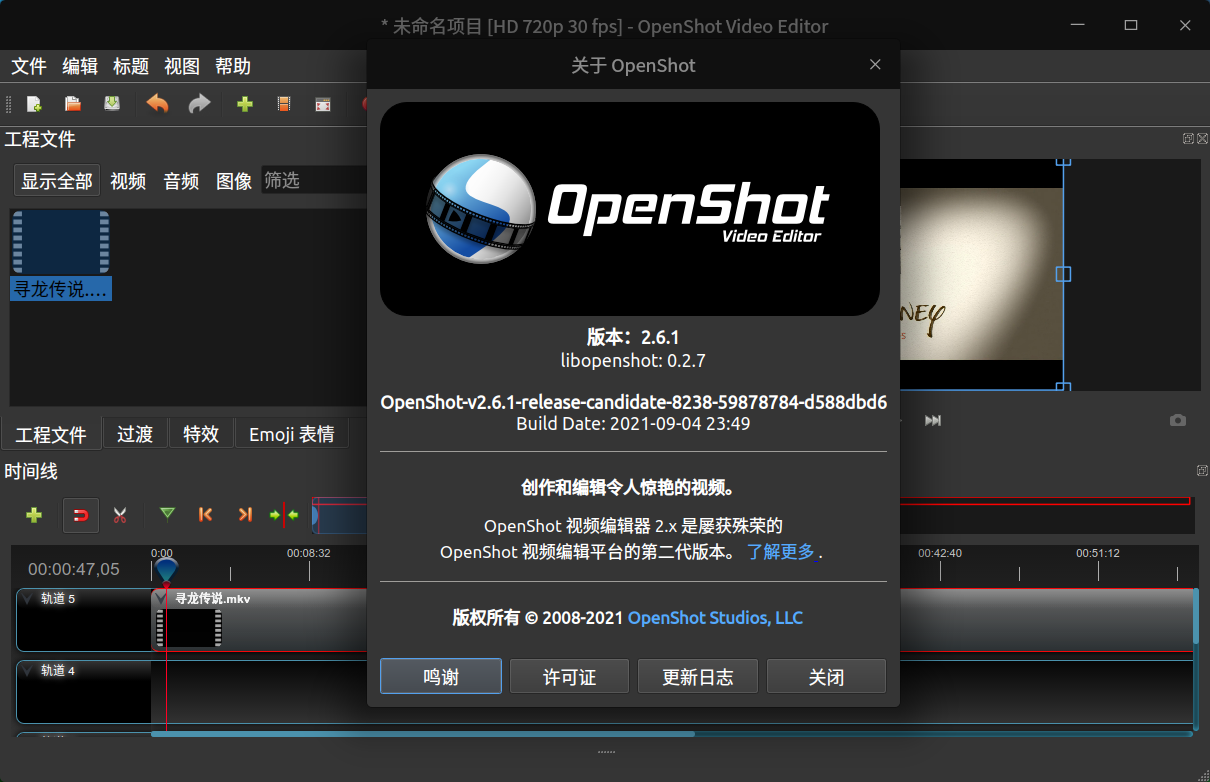 * 未命名项目 [HD 720p 30 fps] - OpenShot Video Editor
文件 编辑 标题 视图 帮助
工程文件
显示全部 视频 音频 图像 筛选
寻龙传说....
工程文件 过渡 特效 Emoji 表情
时间线
00:00:47,05
0:00 00:08:32 00:42:40 00:51:12
轨道 5
寻龙传说.mkv
轨道 4
NEY
关于 OpenShot
OpenShot
Video Editor
版本：2.6.1
libopenshot: 0.2.7
OpenShot-v2.6.1-release-candidate-8238-59878784-d588dbd6
Build Date: 2021-09-04 23:49
创作和编辑令人惊艳的视频。
OpenShot 视频编辑器 2.x 是屡获殊荣的
OpenShot 视频编辑平台的第二代版本。 了解更多 .
版权所有 © 2008-2021 OpenShot Studios, LLC
鸣谢 许可证 更新日志 关闭